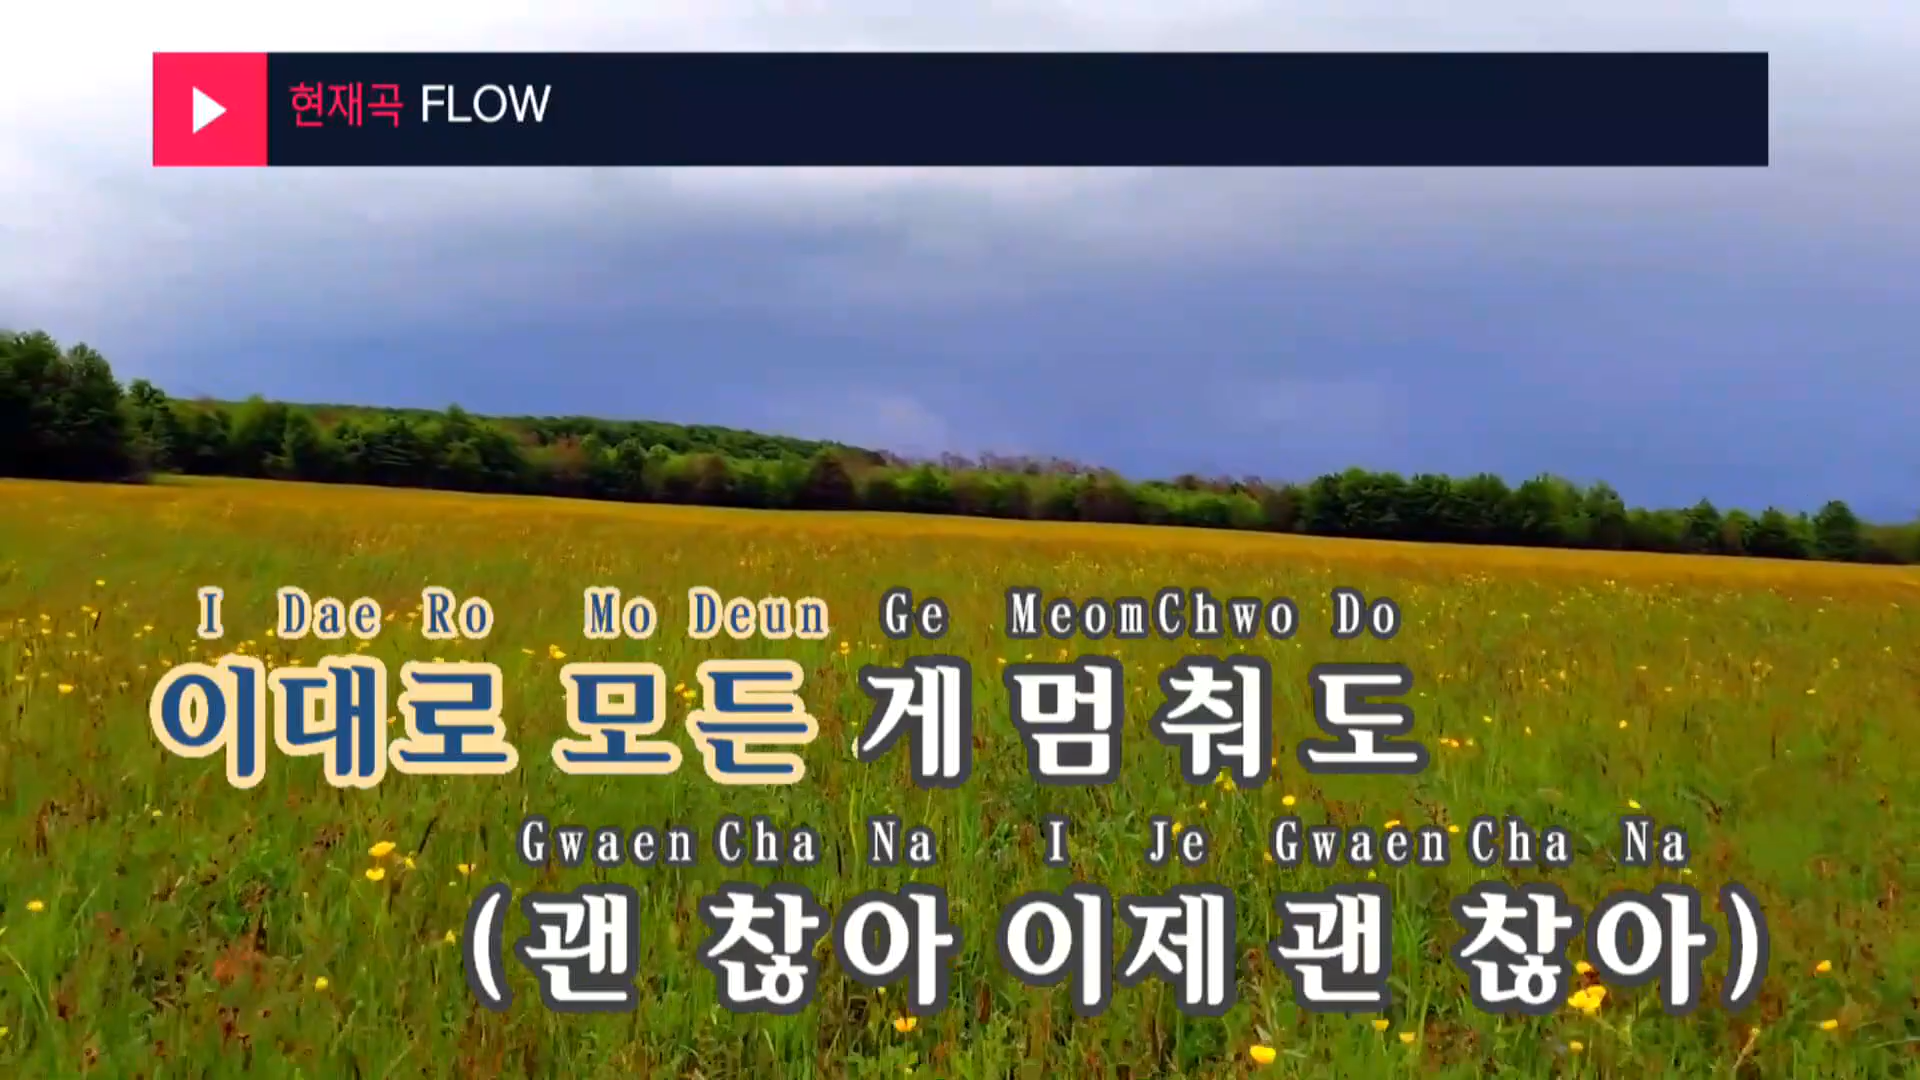 현재곡 FLOW
I Dae Ro Mo Deun Ge MeomChwo Do
이대로 모든 게 멈춰도
Gwaen Cha Na I Je Gwaen Cha Na
(괜찮아 이제 괜찮아)